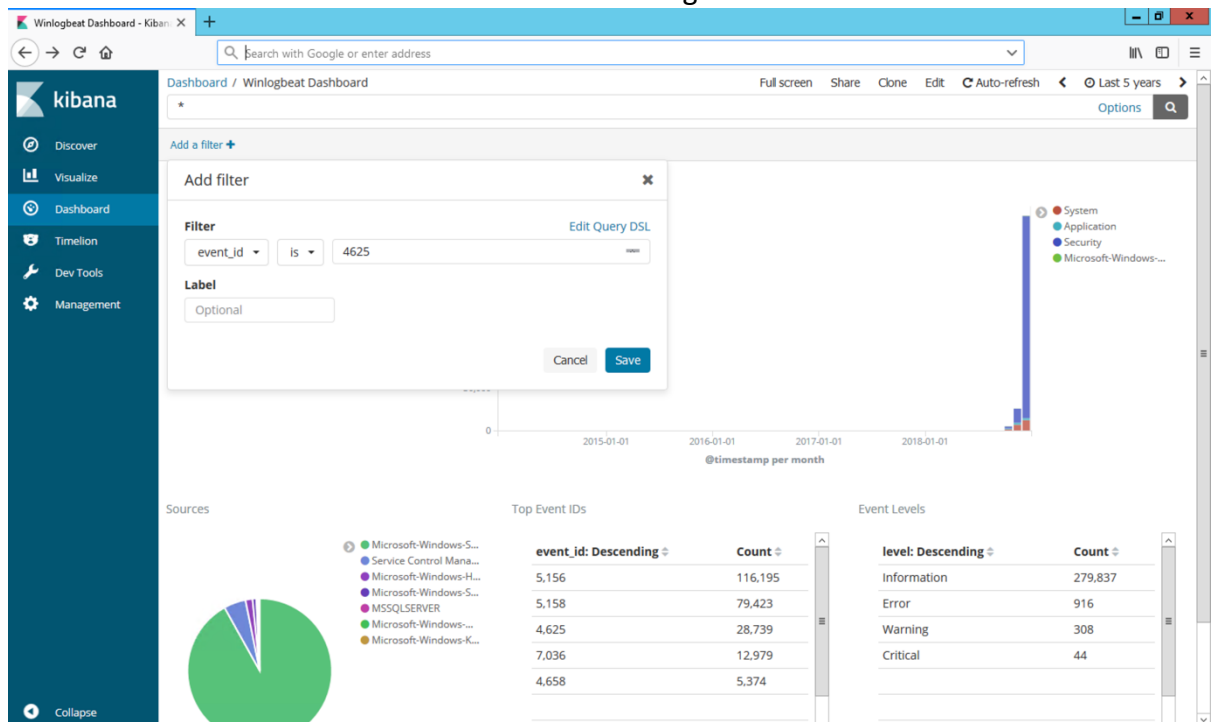 Winlogbeat Dashboard - Kiban
Search with Google or enter address
kibana
Discover
Visualize
Dashboard
Timelion
Dev Tools
Management
Collapse
Dashboard / Winlogbeat Dashboard
Full screen Share Clone Edit Auto-refresh Last 5 years
*
Options
Add a filter
Add filter
Filter
Edit Query DSL
event_id is 4625
Label
Optional
Cancel Save
System
Application
Security
Microsoft-Windows-...
0
2015-01-01 2016-01-01 2017-01-01 2018-01-01
@timestamp per month
Sources
Microsoft-Windows-S...
Service Control Mana...
Microsoft-Windows-H...
Microsoft-Windows-S...
MSSQLSERVER
Microsoft-Windows-...
Microsoft-Windows-K...
Top Event IDs
event_id: Descending Count
5,156 116,195
5,158 79,423
4,625 28,739
7,036 12,979
4,658 5,374
Event Levels
level: Descending Count
Information 279,837
Error 916
Warning 308
Critical 44